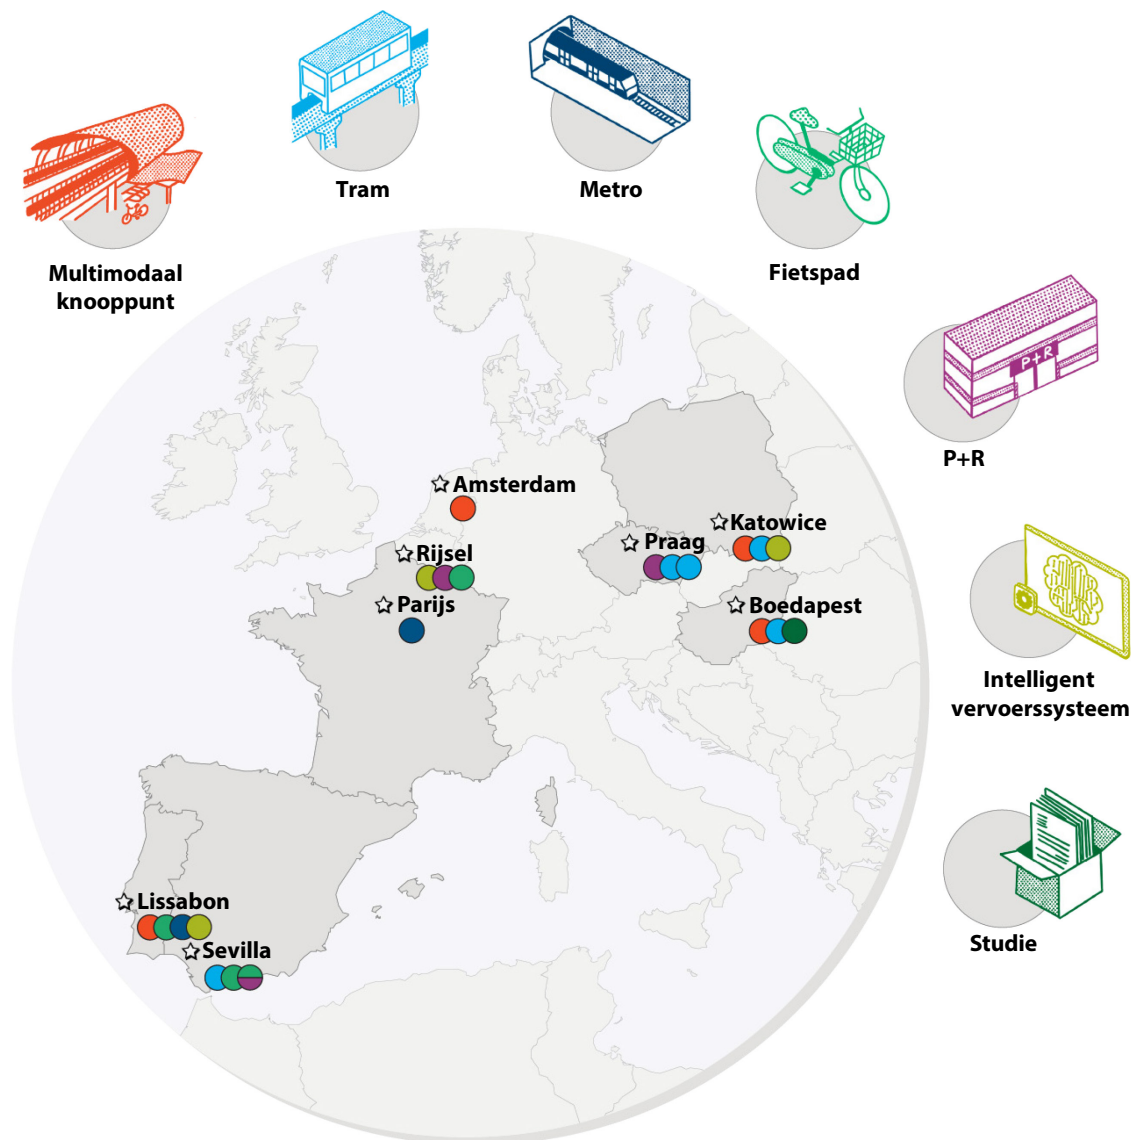 Tram
Metro
Fietspad
Multimodaal
knooppunt
P+R
P+R
Amsterdam
Katowice
Praag
Rijsel
Parijs
Boedapest
Intelligent
vervoerssysteem
Lissabon
Sevilla
Studie